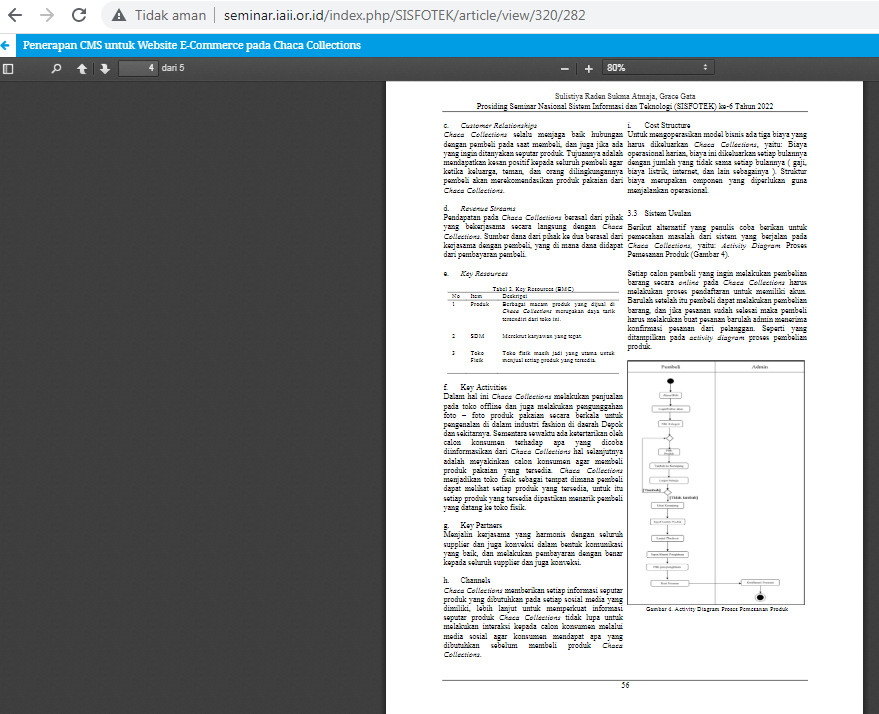 Tidak aman
seminar.iaii.or.id/index.php/SISFOTEK/article/view/320/282
Penerapan CMS untuk Website E-Commerce pada Chaca Collections
4 dari 5
80%
Sulistiya Raden Sukma Atmaja, Grace Gata
Prosiding Seminar Nasional Sistem Informasi dan Teknologi (SISFOTEK) ke-6 Tahun 2022
c. Customer Relationships
Chaca Collections selalu menjaga baik hubungan
dengan pembeli pada saat membeli, dan juga jika ada
yang ingin ditanyakan seputar produk. Tujuannya adalah
mendapatkan kesan positif kepada seluruh pembeli agar
ketika keluarga, teman, dan orang dilingkungannya
pembeli akan merekomendasikan produk pakaian dari
Chaca Collections.
d. Revenue Streams
Pendapatan pada Chaca Collections berasal dari pihak
yang bekerjasama secara langsung dengan Chaca
Collections. Sumber dana dari pihak ke dua berasal dari
kerjasama dengan pembeli, yang di mana dana didapat
dari pembayaran pembeli.
e. Key Resources
Tabel 2. Key Resources (BMC)
No Item Deskripsi
1 Produk Berbagai macam produk yang dijual di
Chaca Collections merupakan daya tarik
tersendiri dari toko ini.
2 SDM Merekrut karyawan yang tepat.
3 Toko Fisik Toko fisik masih jadi yang utama untuk
menjual setiap produk yang tersedia.
f. Key Activities
Dalam hal ini Chaca Collections melakukan penjualan
pada toko offline dan juga melakukan pengunggahan
foto – foto produk pakaian secara berkala untuk
pengenalan di dalam industri fashion di daerah Depok
dan sekitarnya. Sementara sewaktu ada ketertarikan oleh
calon konsumen terhadap apa yang dicoba
diinformasikan dari Chaca Collections hal selanjutnya
adalah meyakinkan calon konsumen agar membeli
produk pakaian yang tersedia. Chaca Collections
menjadikan toko fisik sebagai tempat dimana pembeli
dapat melihat setiap produk yang tersedia, untuk itu
setiap produk yang tersedia dipastikan menarik pembeli
yang datang ke toko fisik.
g. Key Partners
Menjalin kerjasama yang harmonis dengan seluruh
supplier dan juga konveksi dalam bentuk komunikasi
yang baik, dan melakukan pembayaran dengan benar
kepada seluruh supplier dan juga konveksi.
h. Channels
Chaca Collections memberikan setiap informasi seputar
produk yang dibutuhkan pada setiap sosial media yang
dimiliki, lebih lanjut untuk memperkuat informasi
seputar produk Chaca Collections tidak lupa untuk
melakukan interaksi kepada calon konsumen melalui
media sosial agar konsumen mendapat apa yang
dibutuhkan sebelum membeli produk Chaca
Collections.
i. Cost Structure
Untuk mengoperasikan model bisnis ada tiga biaya yang
harus dikeluarkan Chaca Collections, yaitu: Biaya
operasional harian, biaya ini dikeluarkan setiap bulannya
dengan jumlah yang tidak sama setiap bulannya ( gaji,
biaya listrik, internet, dan lain sebagainya ). Struktur
biaya merupakan omponen yang diperlukan guna
menjalankan operasional.
3.3 Sistem Usulan
Berikut alternatif yang penulis coba berikan untuk
pemecahan masalah dari sistem yang berjalan pada
Chaca Collections, yaitu: Activity Diagram Proses
Pemesanan Produk (Gambar 4).
Setiap calon pembeli yang ingin melakukan pembelian
barang secara online pada Chaca Collections harus
melakukan proses pendaftaran untuk memiliki akun.
Barulah setelah itu pembeli dapat melakukan pembelian
barang, dan jika pesanan sudah selesai maka pembeli
harus melakukan buat pesanan barulah admin menerima
konfirmasi pesanan dari pelanggan. Seperti yang
ditampilkan pada activity diagram proses pembelian
produk.
Pembeli Admin
Gambar 4. Activity Diagram Proses Pemesanan Produk
56